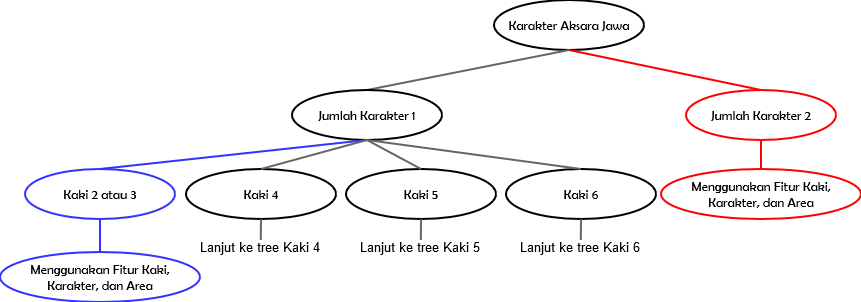 Karakter Aksara Jawa
Jumlah Karakter 1
Jumlah Karakter 2
Kaki 2 atau 3
Kaki 4
Kaki 5
Kaki 6
Menggunakan Fitur Kaki,
Karakter, dan Area
Lanjut ke tree Kaki 4
Lanjut ke tree Kaki 5
Lanjut ke tree Kaki 6
Menggunakan Fitur Kaki,
Karakter, dan Area